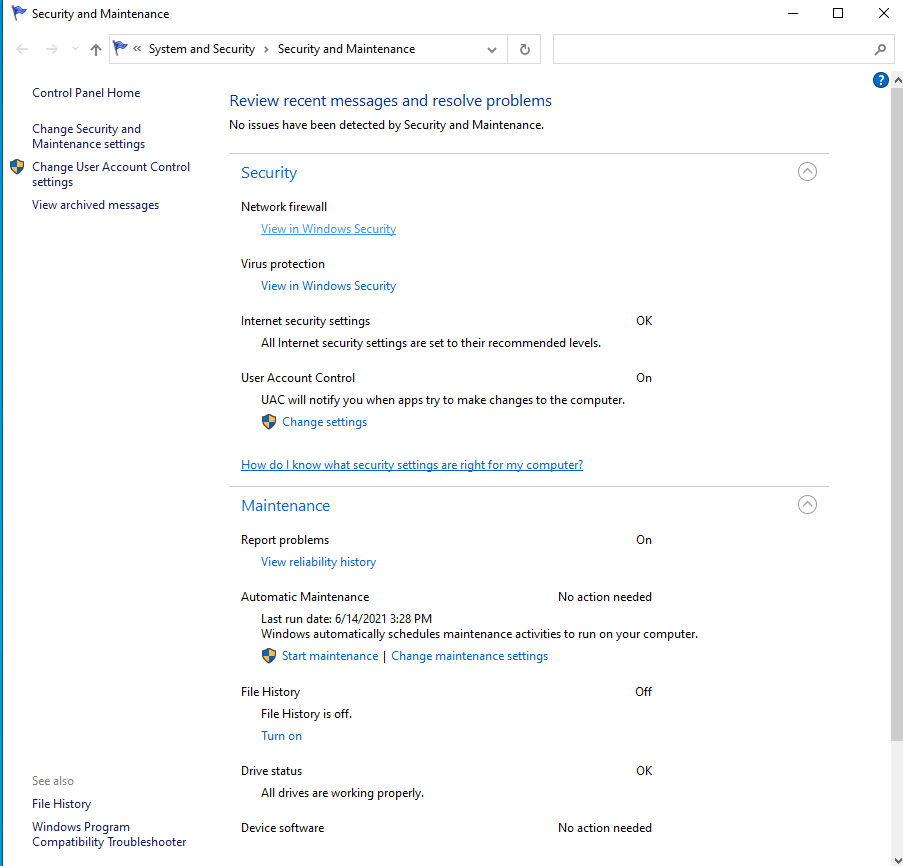 Security and Maintenance
« System and Security › Security and Maintenance
?
Control Panel Home
Change Security and
Maintenance settings
Change User Account Control
settings
View archived messages
Review recent messages and resolve problems
No issues have been detected by Security and Maintenance.
Security
Network firewall
View in Windows Security
Virus protection
View in Windows Security
Internet security settings OK
All Internet security settings are set to their recommended levels.
User Account Control On
UAC will notify you when apps try to make changes to the computer.
Change settings
How do I know what security settings are right for my computer?
Maintenance
Report problems On
View reliability history
Automatic Maintenance No action needed
Last run date: 6/14/2021 3:28 PM
Windows automatically schedules maintenance activities to run on your computer.
Start maintenance | Change maintenance settings
File History Off
File History is off.
Turn on
Drive status OK
All drives are working properly.
Device software No action needed
See also
File History
Windows Program
Compatibility Troubleshooter